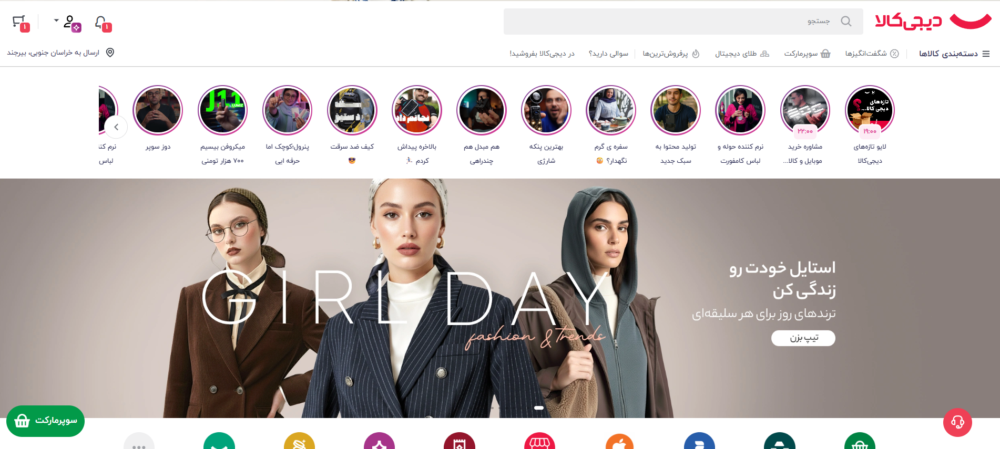 دیجی‌کالا
جستجو
۱
۱
دسته‌بندی کالاها
شگفت‌انگیزها
سوپرمارکت
طلای دیجیتال
پرفروش‌ترین‌ها
سوالی دارید؟
در دیجی‌کالا بفروشید!
ارسال به خراسان جنوبی، بیرجند
تازه‌های
دیجی کالا...
۱۹:۰۰
لایو تازه‌های
دیجی‌کالا
۲۲:۰۰
مشاوره خرید
موبایل و کالا...
نرم کننده حوله و
لباس کامفورت
تولید محتوا به
سبک جدید
سفره ی گرم
نگهدار؟ 🥵
بهترین پنکه
شارژی
هم مبدل هم
چندراهی
نجاتم داد
بالاخره پیداش
کردم 🏃
کیف ضد سرقت
😎
پنرول؛کوچک اما
حرفه ایی
J11
LUMIZ
میکروفن بیسیم
۷۰۰ هزار تومنی
دوز سوپر
نرم کنن
لباس
استایل خودت رو
زندگی کن
ترندهای روز برای هر سلیقه‌ای
تیپ بزن
GIRL DAY
fashion & trends
سوپرمارکت